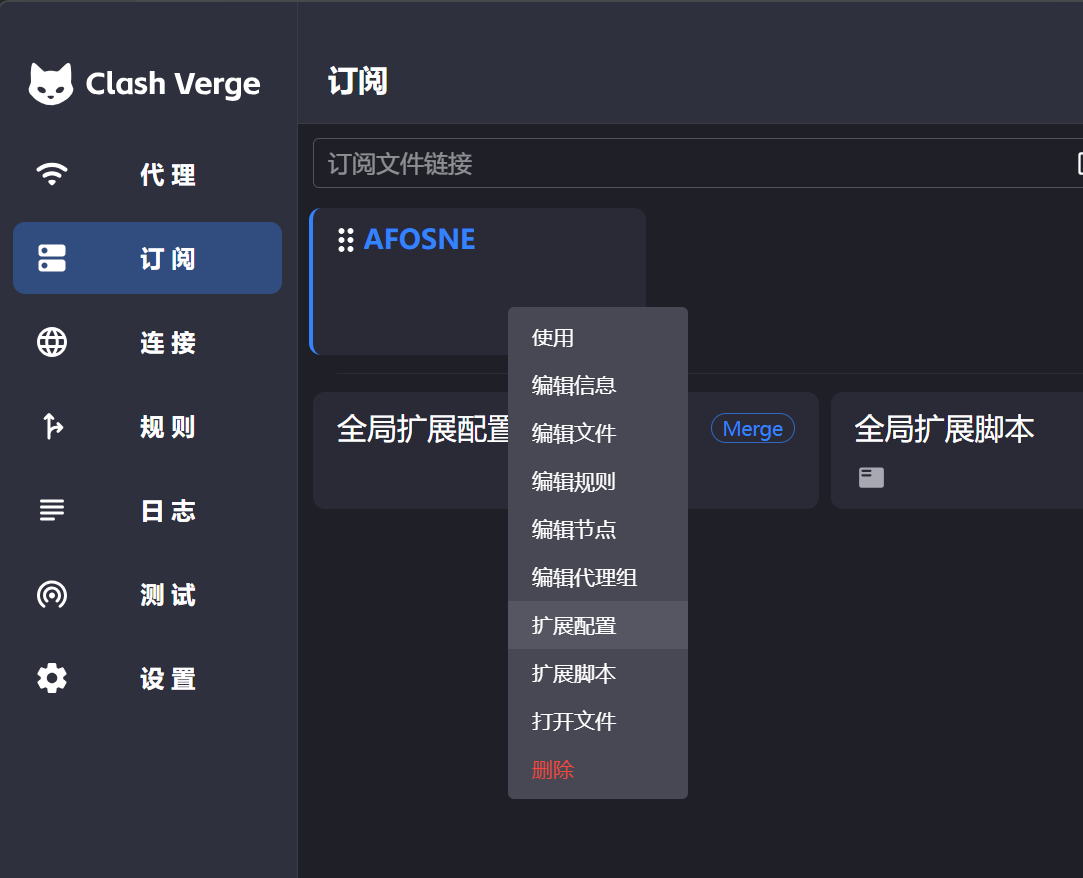 Clash Verge
代 理
订 阅
连 接
规 则
日 志
测 试
设 置
订阅
订阅文件链接
AFOSNE
全局扩展配置
Merge
全局扩展脚本
使用
编辑信息
编辑文件
编辑规则
编辑节点
编辑代理组
扩展配置
扩展脚本
打开文件
删除